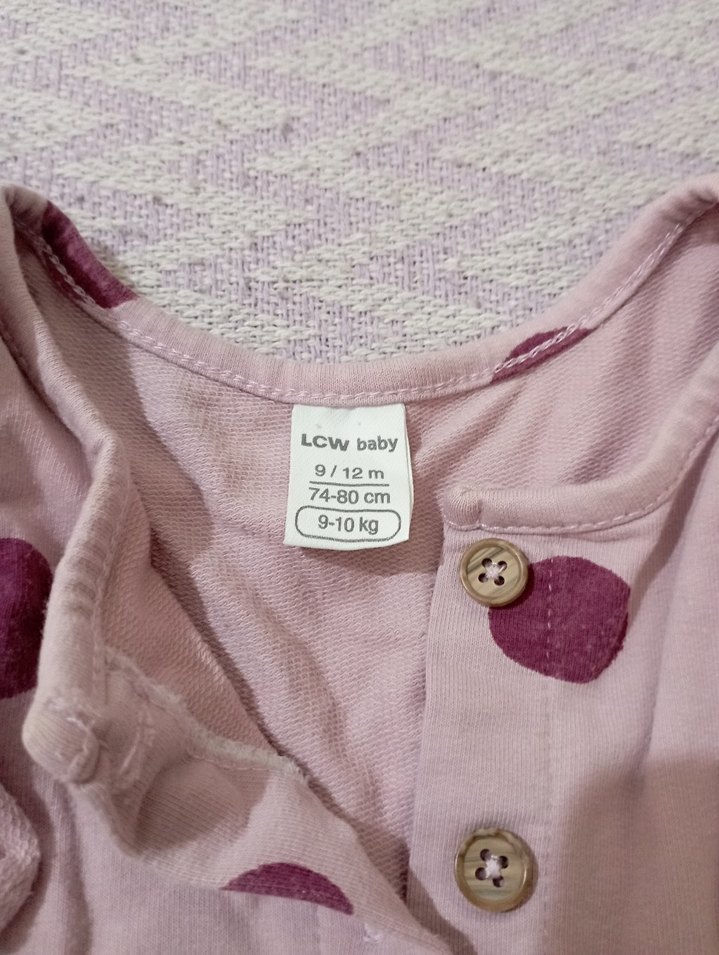 LCW baby
9 / 12 m
74-80 cm
9-10 kg